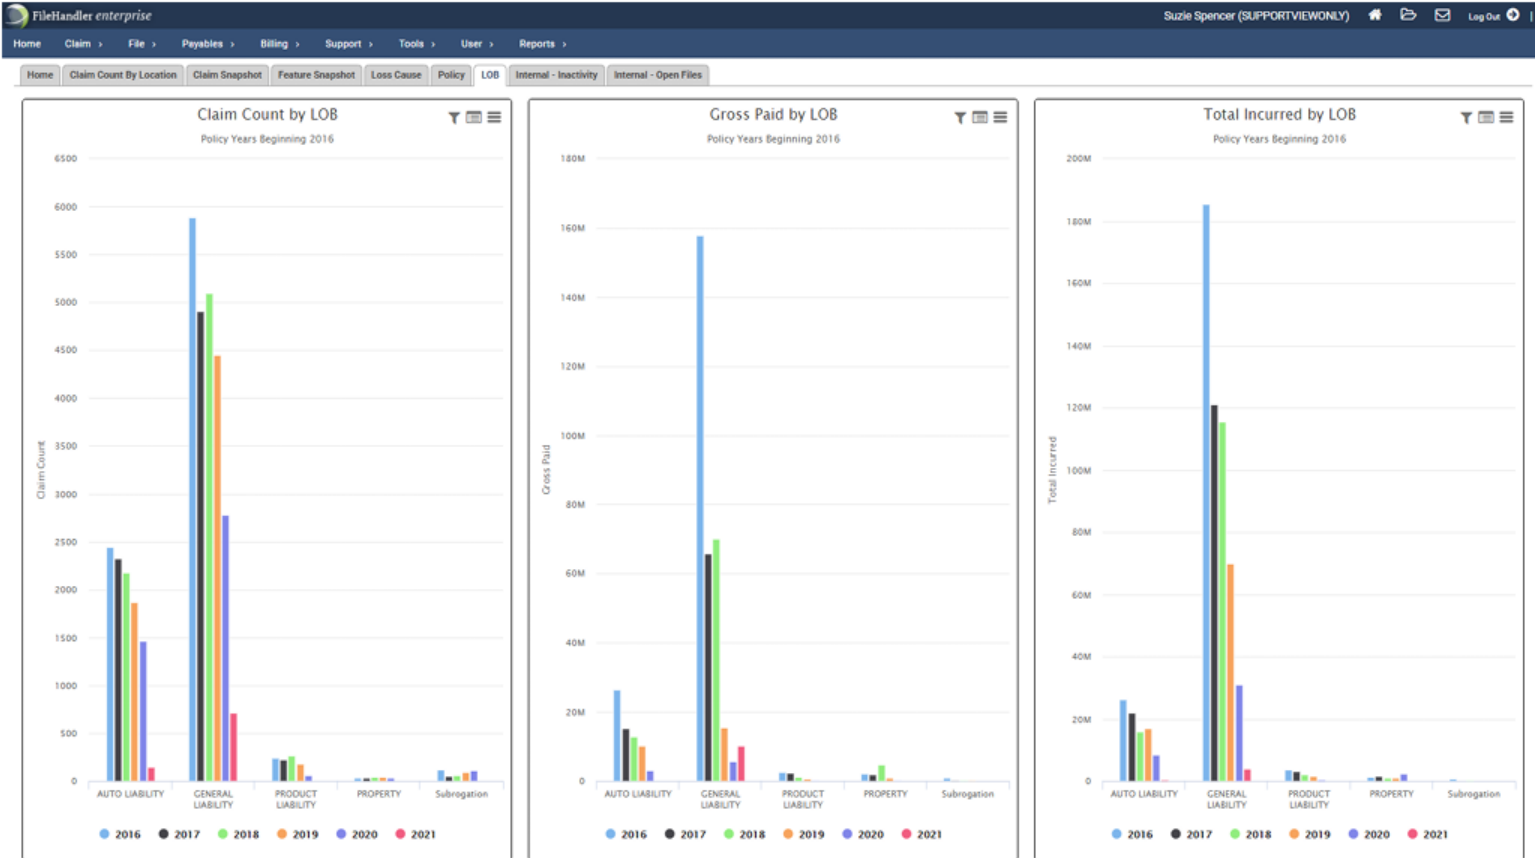 FileHandler enterprise
Suzie Spencer (SUPPORTVIEWONLY) Log Out
Home Claim › File › Payables › Billing › Support › Tools › User › Reports ›
Home Claim Count By Location Claim Snapshot Feature Snapshot Loss Cause Policy LOB Internal - Inactivity Internal - Open Files
Claim Count by LOB
Policy Years Beginning 2016
6500
6000
5500
5000
4500
4000
3500
3000
2500
2000
1500
1000
500
0
Claim Count
AUTO LIABILITY GENERAL LIABILITY PRODUCT LIABILITY PROPERTY Subrogation
2016 2017 2018 2019 2020 2021
Gross Paid by LOB
Policy Years Beginning 2016
180M
160M
140M
120M
100M
80M
60M
40M
20M
0
Gross Paid
AUTO LIABILITY GENERAL LIABILITY PRODUCT LIABILITY PROPERTY Subrogation
2016 2017 2018 2019 2020 2021
Total Incurred by LOB
Policy Years Beginning 2016
200M
180M
160M
140M
120M
100M
80M
60M
40M
20M
0
Total Incurred
AUTO LIABILITY GENERAL LIABILITY PRODUCT LIABILITY PROPERTY Subrogation
2016 2017 2018 2019 2020 2021